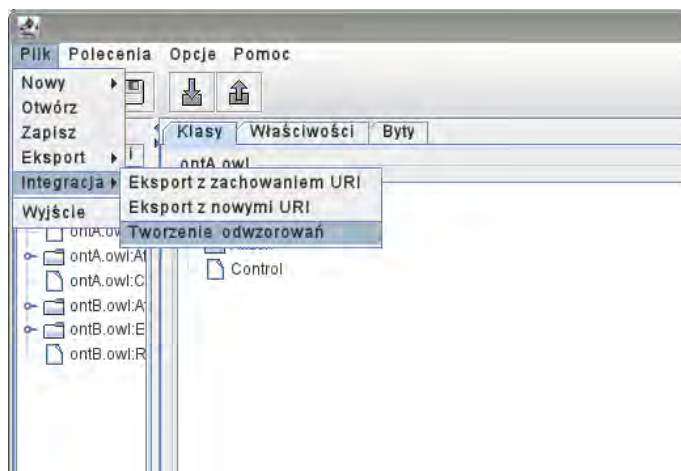 Plik Polecenia Opcje Pomoc
Nowy
Otwórz
Zapisz
Eksport
Integracja
Wyjście
Eksport z zachowaniem URI
Eksport z nowymi URI
Tworzenie odwzorowań
Klasy Właściwości Byty
ontA.owl
Control
ontA.owl:At
ontA.owl:C
ontB.owl:A
ontB.owl:E
ontB.owl:R